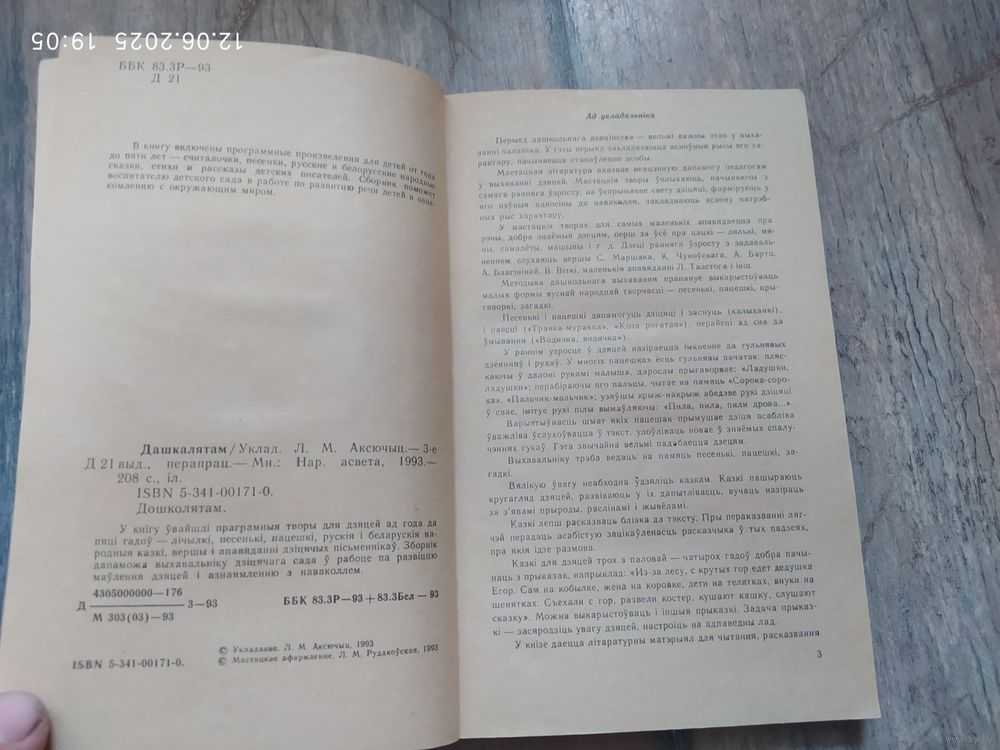 12.06.2025 19:05
ББК 83.3Р—93
Д 21
В книгу включены программные произведения для детей от года
до пяти лет — считалочки, песенки, русские и белорусские народные
сказки, стихи и рассказы детских писателей. Сборник поможет
воспитателю детского сада в работе по развитию речи детей и озна-
комлению с окружающим миром.
Дашкалятам/Уклад. Л. М. Аксючыц.— 3-е
Д 21 выд., перапрац.— Мн.: Нар. асвета, 1993.—
208 с., іл.
ISBN 5-341-00171-0.
Дошколятам.
У кнігу ўвайшлі праграмныя творы для дзяцей ад года да
пяці гадоў — лічылкі, песенькі, пацешкі, рускія і беларускія на-
родныя казкі, вершы і апавяданні дзіцячых пісьменнікаў. Зборнік
дапаможа выхавальніку дзіцячага сада ў рабоце па развіццю
маўлення дзяцей і азнаямленню з наваколлем.
4305000000—176
Д 3—93 ББК 83.3Р—93+83.3Бел—93
М 303(03)—93
© Укладанне. Л. М. Аксючыц, 1993
ISBN 5-341-00171-0. © Мастацкае афармленне. Л. М. Рудакоўская, 1993
Ад укладальніка
Перыяд дашкольнага дзяцінства — вельмі важны этап у выха-
ванні чалавека. У гэты перыяд закладваюцца асноўныя рысы яго ха-
рактару, пачынаецца станаўленне асобы.
Мастацкая літаратура аказвае неацэнную дапамогу педагогам
у выхаванні дзяцей. Мастацкія творы ўплываюць, пачынаючы з
самага ранняга ўзросту, на ўспрыманне свету дзіцяці, фарміруюць у
яго пэўныя адносіны да наваколля, закладваюць аснову патрэб-
ных рыс характару.
У мастацкіх творах для самых маленькіх апавядаецца пра
рэчы, добра знаёмыя дзецям, перш за ўсё пра цацкі — лялькі, мя-
чы, самалёты, машыны і г. д. Дзеці ранняга ўзросту з задаваль-
неннем слухаюць вершы С. Маршака, К. Чукоўскага, А. Барто,
А. Благінінай, В. Віткі, маленькія апавяданні Л. Талстога і інш.
Методыка дашкольнага выхавання прапануе выкарыстоўваць
малыя формы вуснай народнай творчасці — песенькі, пацешкі, пры-
гаворкі, загадкі.
Песенькі і пацешкі дапамогуць дзіцяці і заснуць (калыханкі),
і паесці («Травка-муравка», «Коза рогатая»), перайсці ад сна да
ўмывання («Водичка, водичка»).
У раннім узросце ў дзяцей назіраецца імкненне да гульнявых
дзеянняў і рухаў. У многіх пацешках ёсць гульнявы пачатак: пляс-
каючы ў далоні рукамі малыша, дарослы прыгаворвае: «Ладушки,
ладушки»; перабіраючы яго пальцы, чытае на памяць «Сорока-соро-
ка», «Пальчик-мальчик»; узяўшы крыж-накрыж абедзве рукі дзіцяці
ў свае, імітуе рухі пілы вымаўляючы: «Пила, пила, пили дрова...».
Варыятыўнасць шмат якіх пацешак прымушае дзіця асабліва
ўважліва ўслухоўвацца ў тэкст, улоўліваць новае ў знаёмых спалу-
чэннях гукаў. Гэта звычайна вельмі падабаецца дзецям.
Выхавальніку трэба ведаць на памяць песенькі, пацешкі, за-
гадкі.
Вялікую ўвагу неабходна ўдзяліць казкам. Казкі пашыраюць
кругагляд дзяцей, развіваюць у іх дапытлівасць, вучаць назіраць
за з'явамі прыроды, раслінамі і жывёламі.
Казкі лепш расказваць блізка да тэксту. Пры пераказванні ляг-
чэй перадаць асабістую зацікаўленасць расказчыка ў тых падзеях,
пра якія ідзе размова.
Казкі для дзяцей трох з паловай — чатырох гадоў добра пачы-
наць з прыказак, напрыклад: «Из-за лесу, с крутых гор едет дедушка
Егор. Сам на кобылке, жена на коровке, дети на телятках, внуки на
щенятках. Съехали с гор, развели костер, кушают кашку, слушают
сказку». Можна выкарыстоўваць і іншыя прыказкі. Задача прыказ-
кі — засяродзіць увагу дзяцей, настроіць на адпаведны лад.
У кнізе даецца літаратурны матэрыял для чытання, расказвання
3
www.ay.by